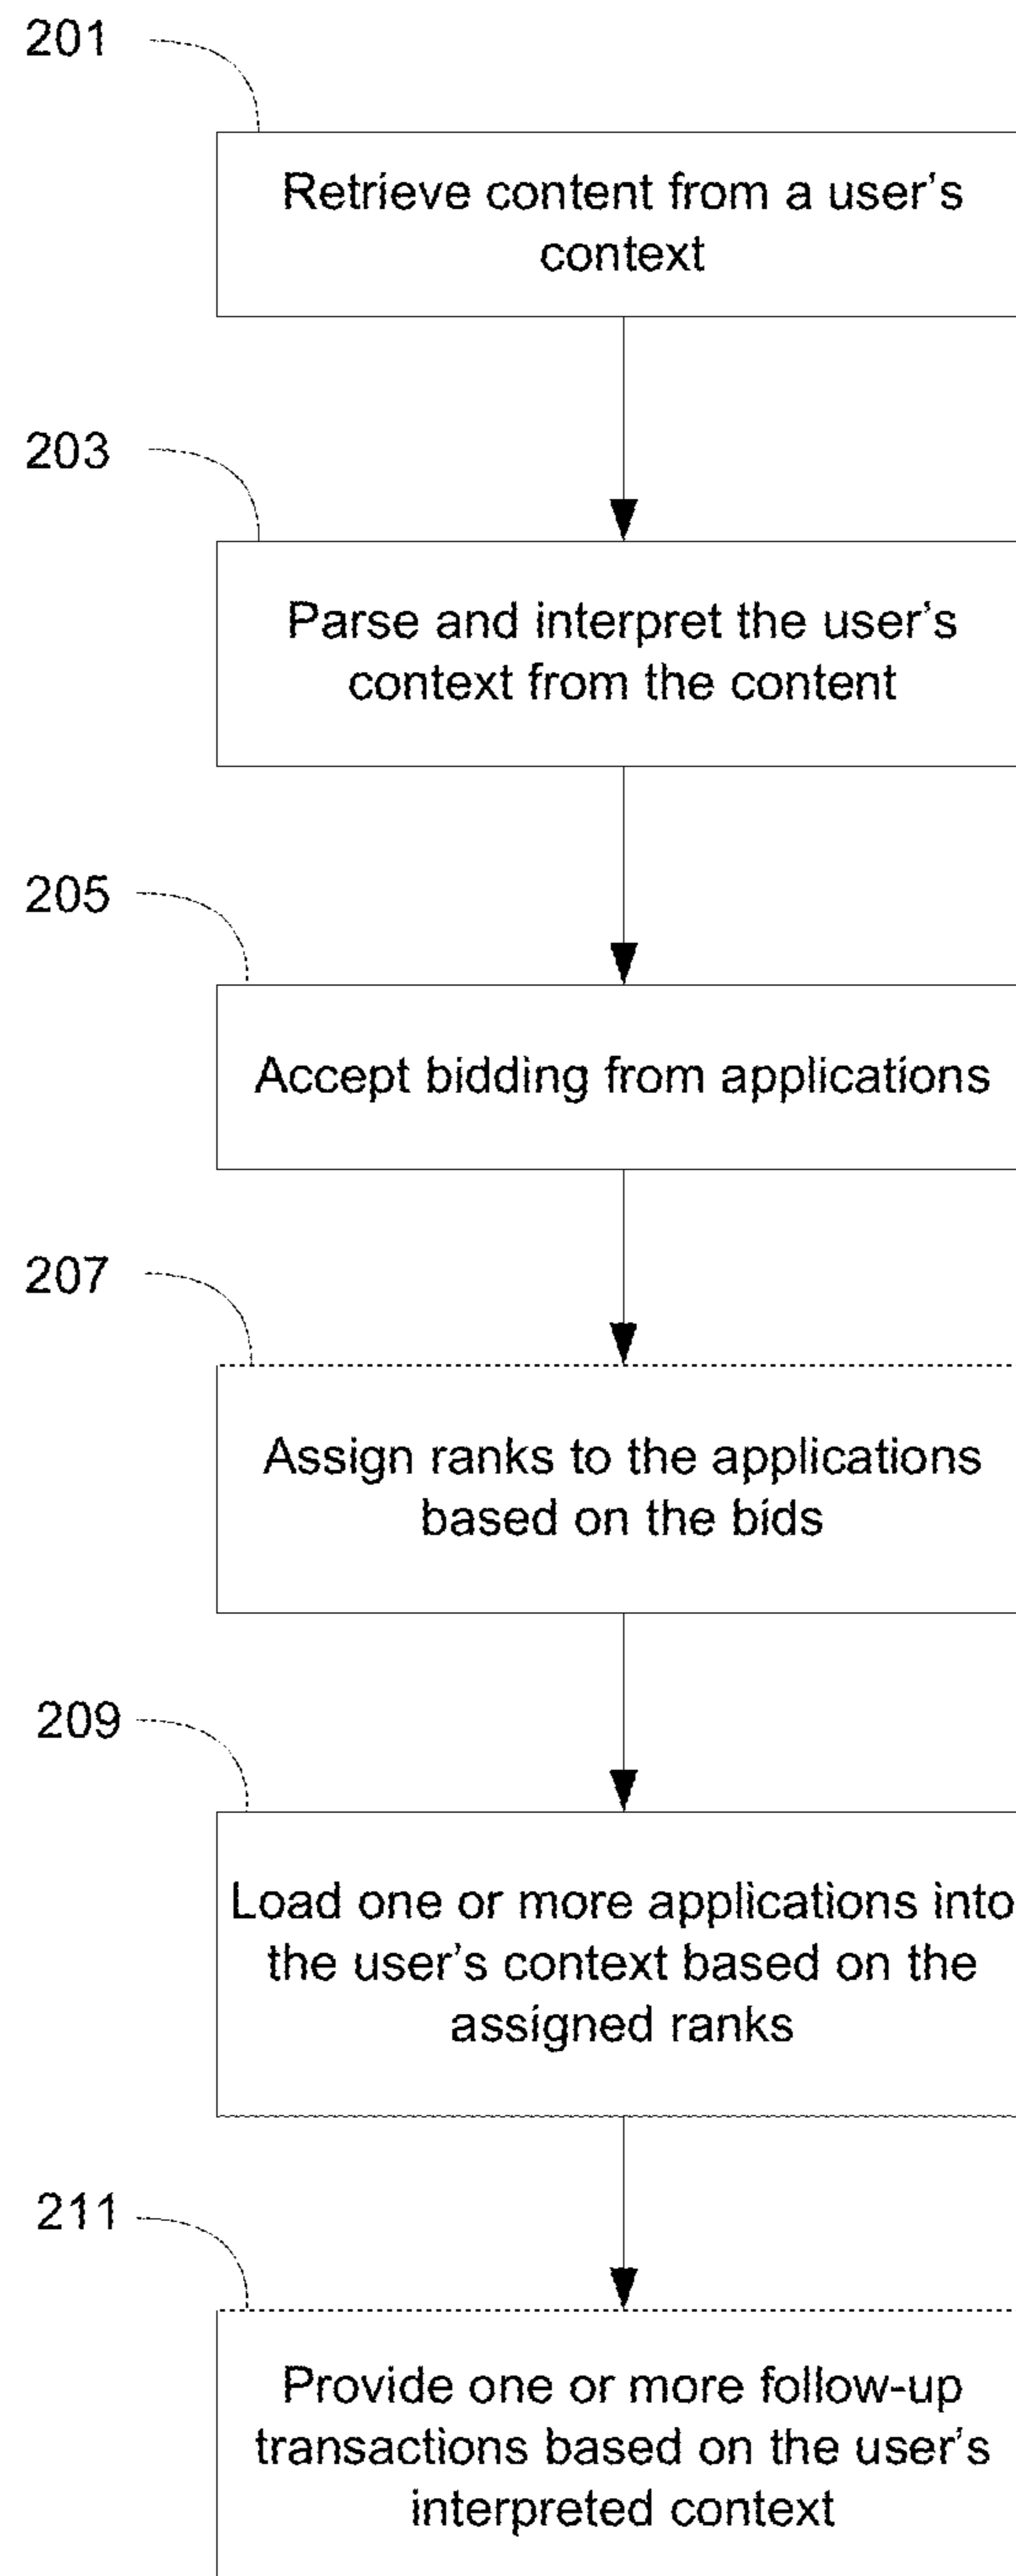 201
Retrieve content from a user's
context
203
Parse and interpret the user's
context from the content
205
Accept bidding from applications
207
Assign ranks to the applications
based on the bids
209
Load one or more applications into
the user's context based on the
assigned ranks
211
Provide one or more follow-up
transactions based on the user's
interpreted context